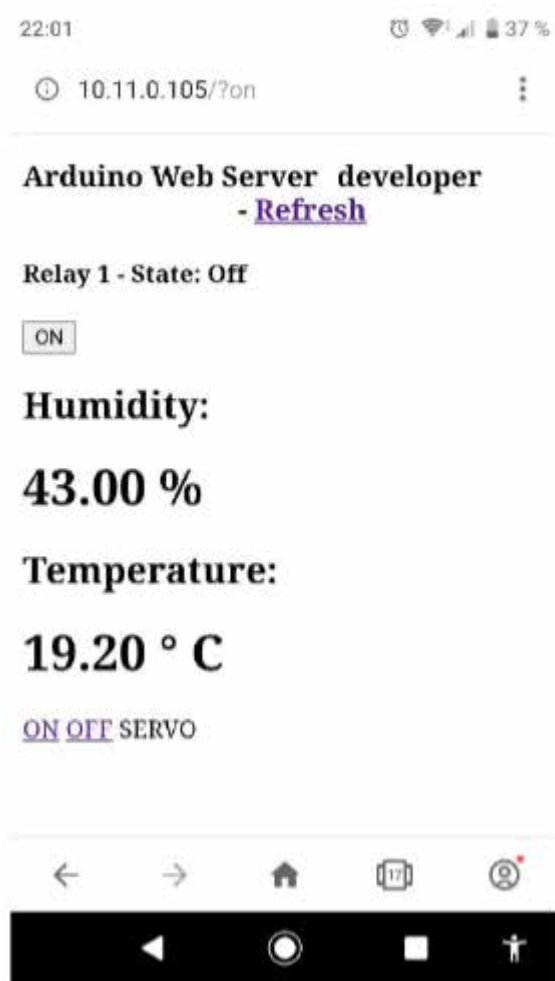 22:01 37 %
10.11.0.105/?on
Arduino Web Server developer
- Refresh
Relay 1 - State: Off
ON
Humidity:
43.00 %
Temperature:
19.20 ° C
ON OFF SERVO
17